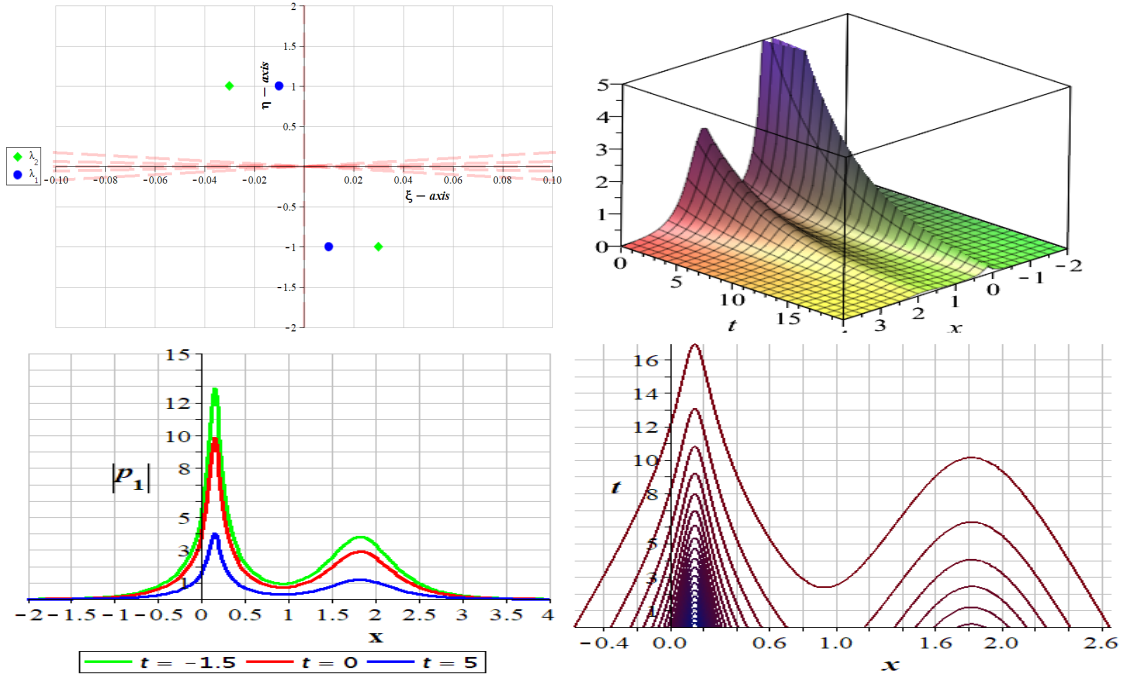 2
1.5
1
η – axis
0.5
λ₂
λ₁
-0.10 -0.08 -0.06 -0.04 -0.02 0 0.02 0.04 0.06 0.08 0.10
ξ – axis
-0.5
-1
-1.5
-2
5
4
3
2
1
0
0 5 10 15
t
3 2 1 0 -1 -2
x
15
12
10
8
5
3
1
|p₁|
-2 -1.5 -1 -0.5 0 0.5 1 1.5 2 2.5 3 3.5 4
x
t = -1.5 t = 0 t = 5
16
14
12
10
8
t
5
3
1
-0.4 0.0 0.6 1.0 1.6 2.0 2.6
x